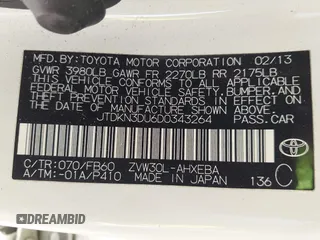 MFD. BY: TOYOTA MOTOR CORPORATION 02/13
GVWR 3980LB GAWR FR 2270LB RR 2175LB
THIS VEHICLE CONFORMS TO ALL APPLICABLE
FEDERAL MOTOR VEHICLE SAFETY, BUMPER, AND
THEFT PREVENTION STANDARDS IN EFFECT ON
THE DATE OF MANUFACTURE SHOWN ABOVE.
JTDKN3DU6D0343264 PASS.CAR
C/TR: 070/FB60 ZVW30L-AHXEBA
A/TM: -01A/P410 MADE IN JAPAN 136 C
TOYOTA
DREAMBID